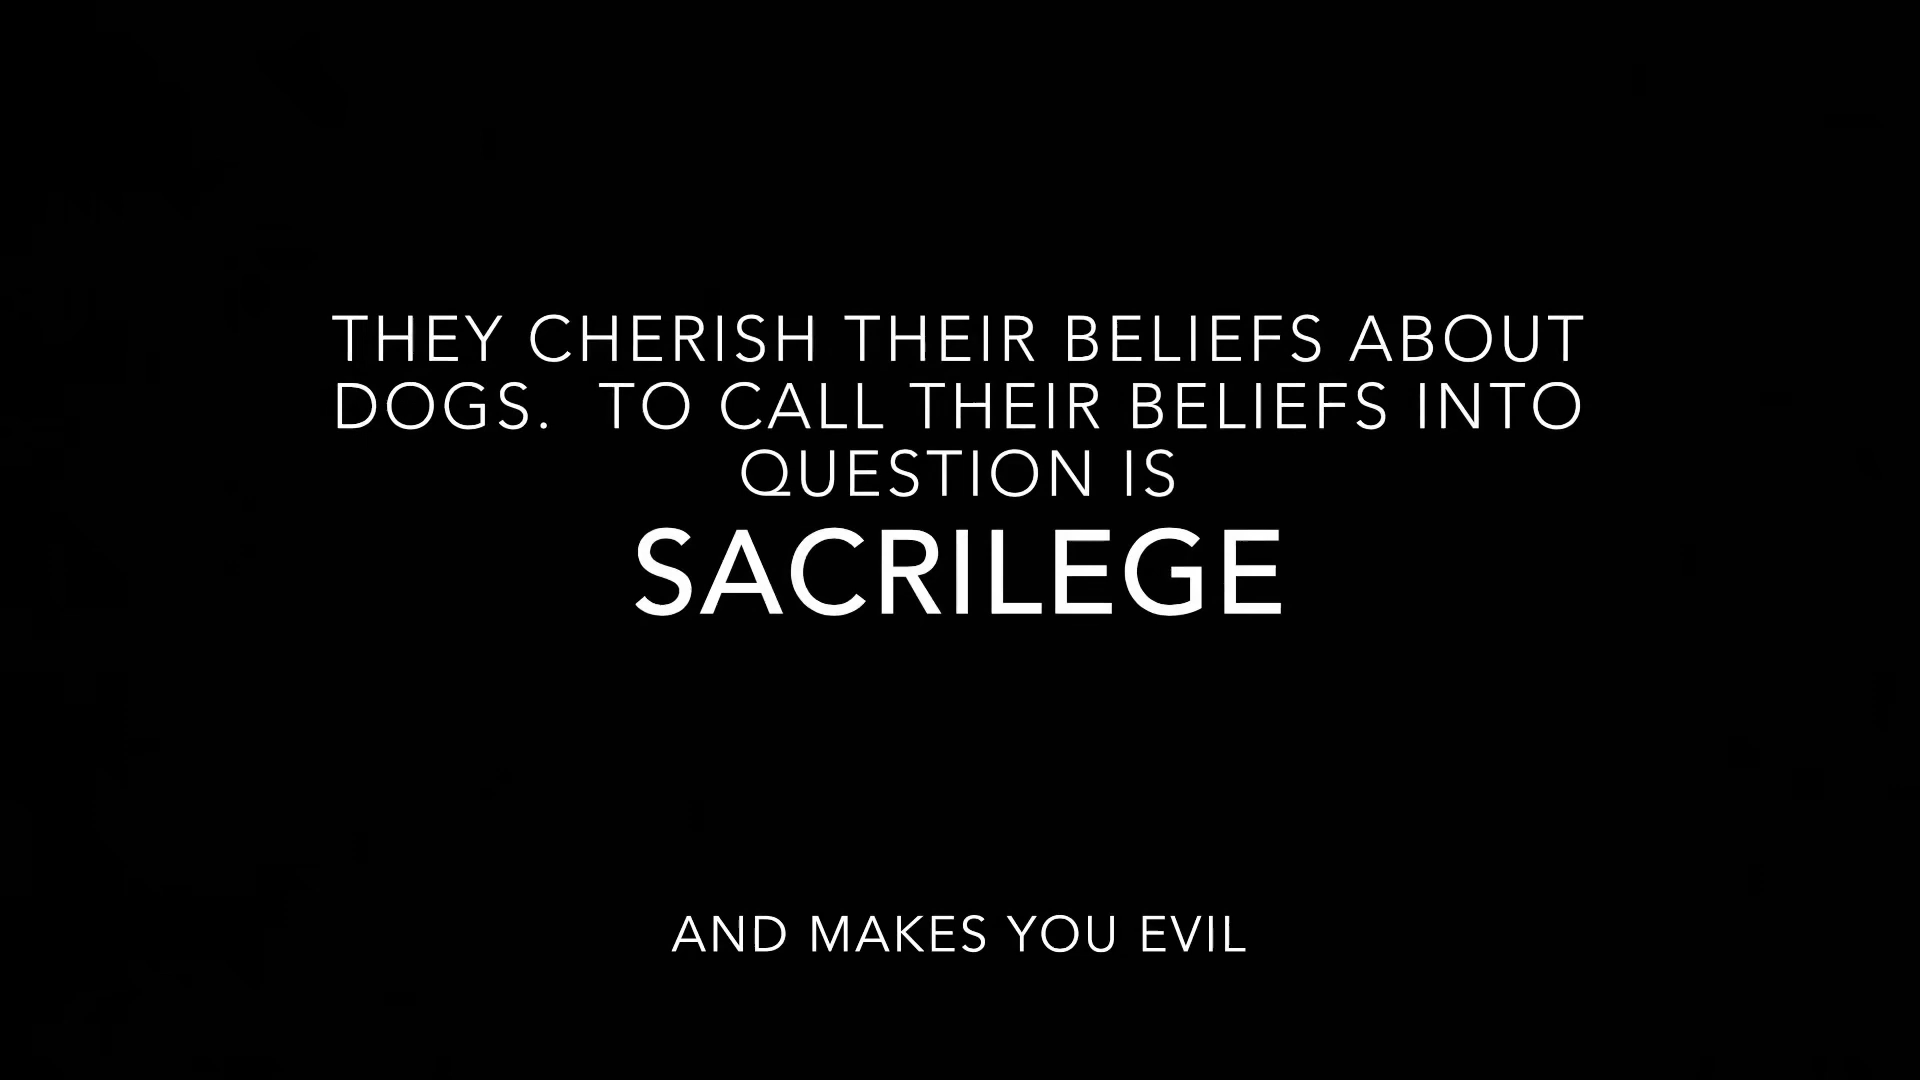 THEY CHERISH THEIR BELIEFS ABOUT
DOGS.  TO CALL THEIR BELIEFS INTO
QUESTION IS
SACRILEGE
AND MAKES YOU EVIL